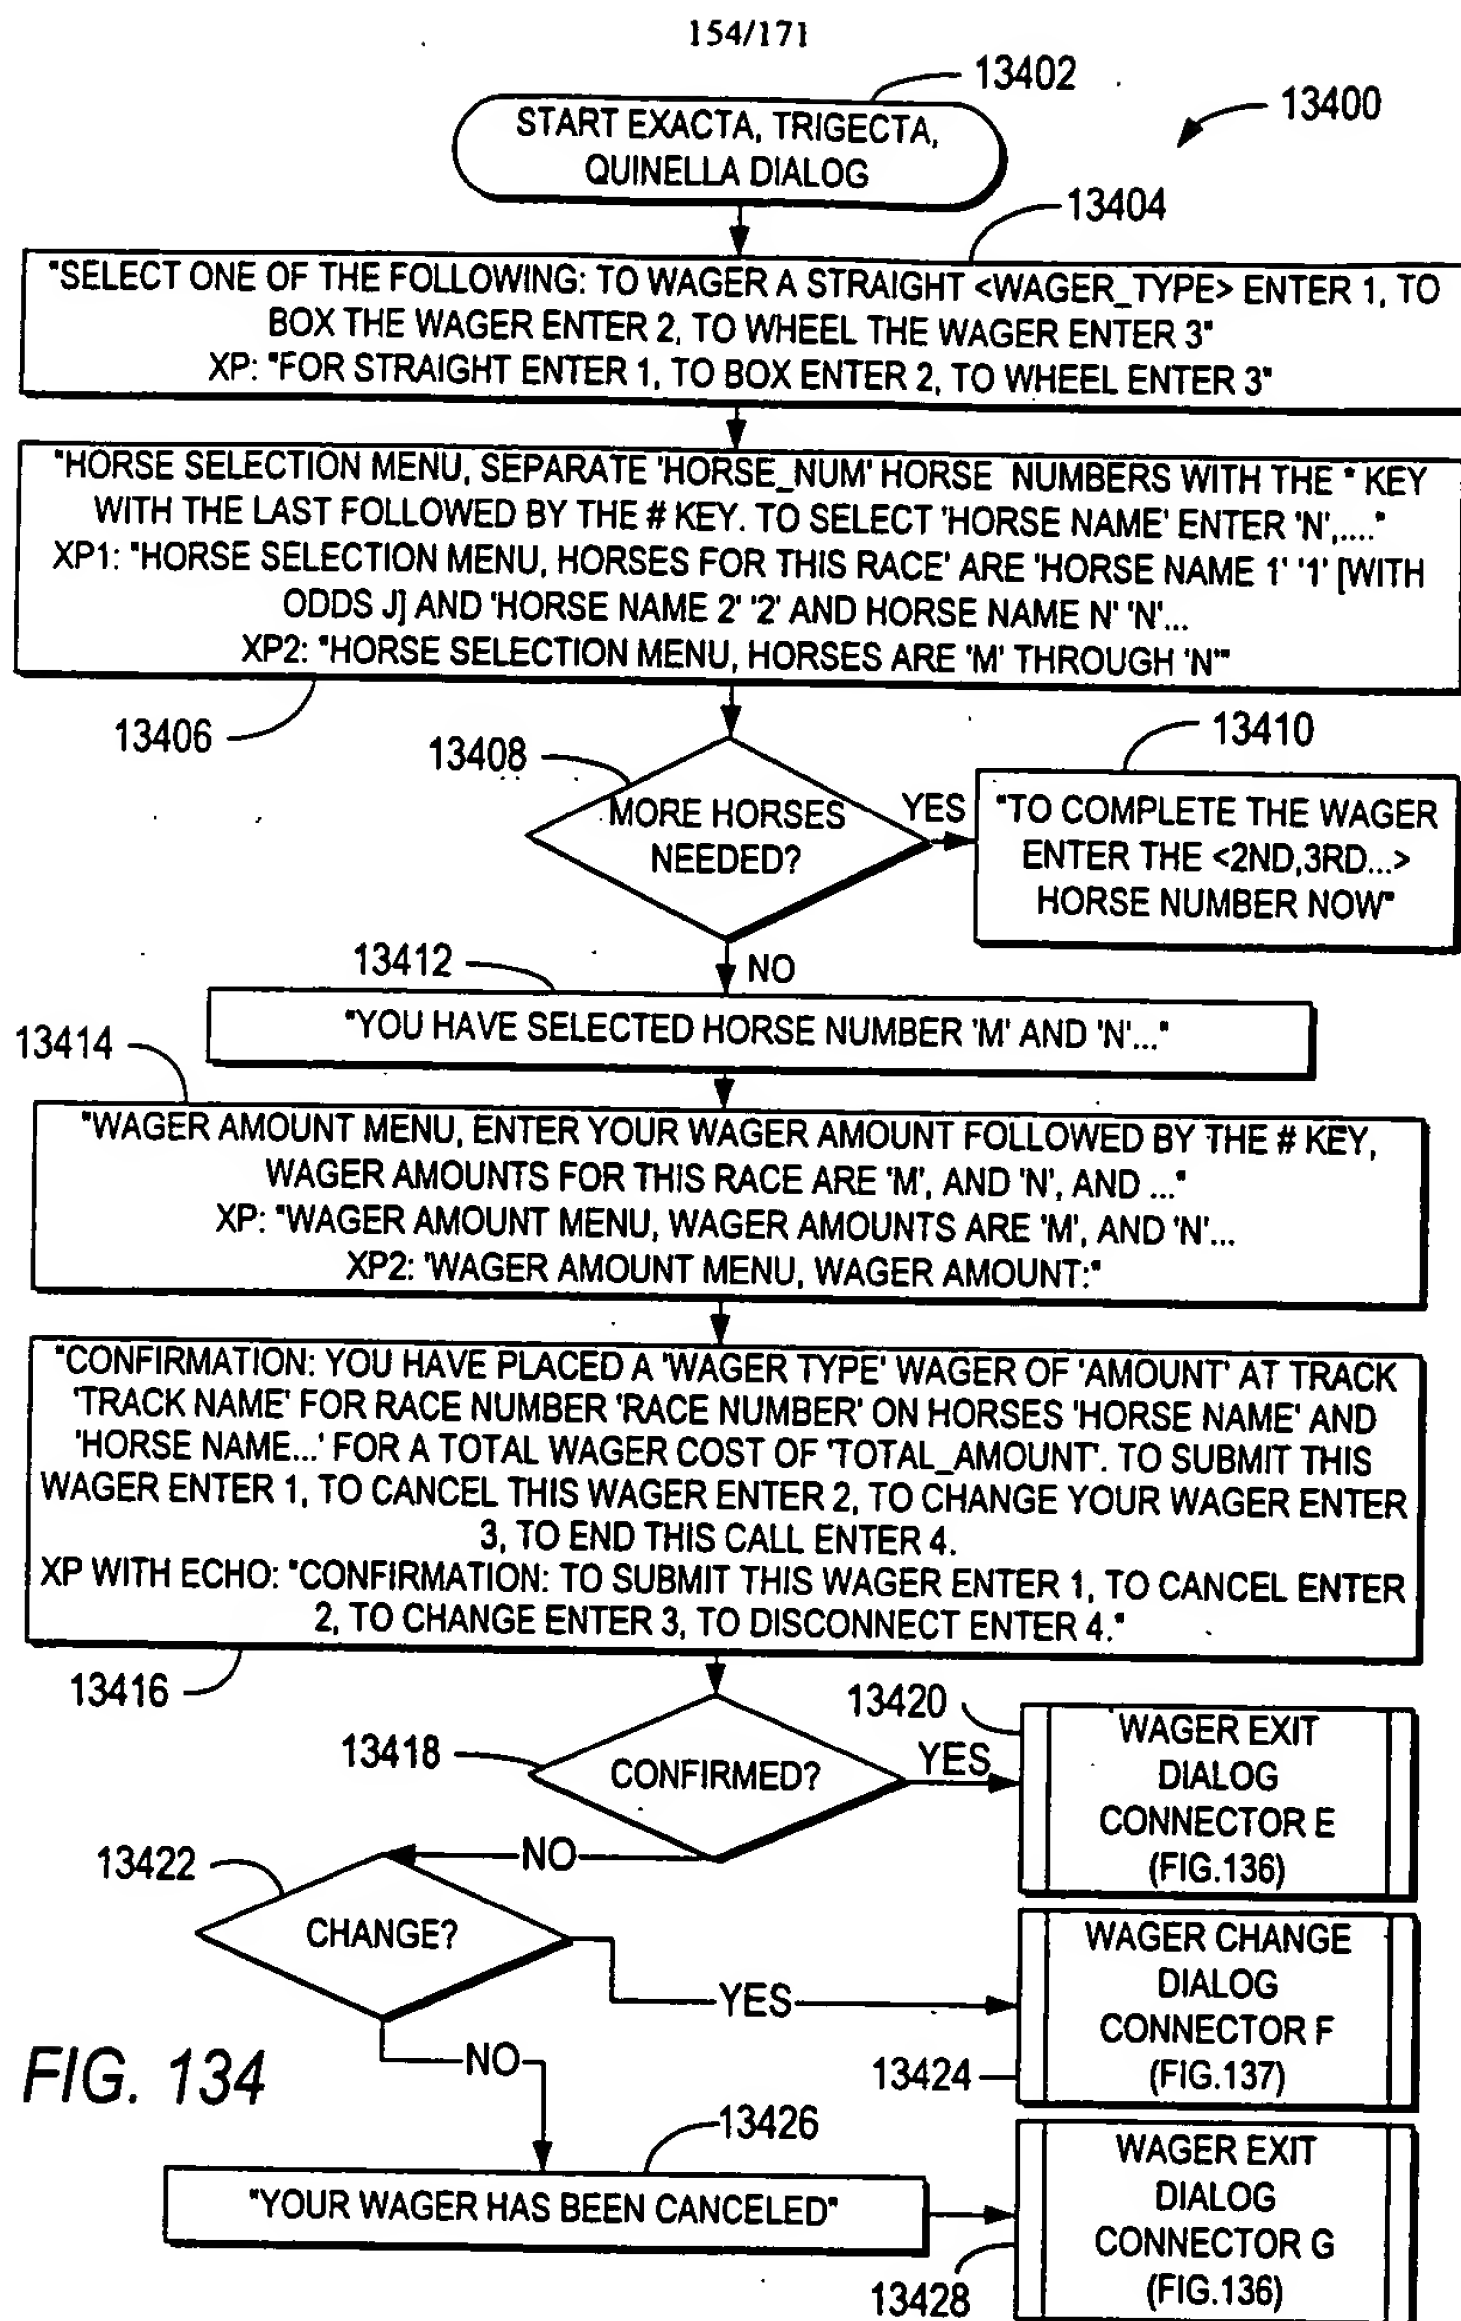 154/171
13402
13400
START EXACTA, TRIGECTA,
QUINELLA DIALOG
13404
"SELECT ONE OF THE FOLLOWING: TO WAGER A STRAIGHT <WAGER_TYPE> ENTER 1, TO
BOX THE WAGER ENTER 2, TO WHEEL THE WAGER ENTER 3"
XP: "FOR STRAIGHT ENTER 1, TO BOX ENTER 2, TO WHEEL ENTER 3"
"HORSE SELECTION MENU, SEPARATE 'HORSE_NUM' HORSE NUMBERS WITH THE * KEY
WITH THE LAST FOLLOWED BY THE # KEY. TO SELECT 'HORSE NAME' ENTER 'N',...."
XP1: "HORSE SELECTION MENU, HORSES FOR THIS RACE' ARE 'HORSE NAME 1' '1' [WITH
ODDS J] AND 'HORSE NAME 2' '2' AND HORSE NAME N' 'N'...
XP2: "HORSE SELECTION MENU, HORSES ARE 'M' THROUGH 'N'"
13406
13408
13410
MORE HORSES
NEEDED?
YES
"TO COMPLETE THE WAGER
ENTER THE <2ND,3RD...>
HORSE NUMBER NOW"
NO
13412
"YOU HAVE SELECTED HORSE NUMBER 'M' AND 'N'..."
13414
"WAGER AMOUNT MENU, ENTER YOUR WAGER AMOUNT FOLLOWED BY THE # KEY,
WAGER AMOUNTS FOR THIS RACE ARE 'M', AND 'N', AND ..."
XP: "WAGER AMOUNT MENU, WAGER AMOUNTS ARE 'M', AND 'N'...
XP2: 'WAGER AMOUNT MENU, WAGER AMOUNT:"
"CONFIRMATION: YOU HAVE PLACED A 'WAGER TYPE' WAGER OF 'AMOUNT' AT TRACK
'TRACK NAME' FOR RACE NUMBER 'RACE NUMBER' ON HORSES 'HORSE NAME' AND
'HORSE NAME...' FOR A TOTAL WAGER COST OF 'TOTAL_AMOUNT'. TO SUBMIT THIS
WAGER ENTER 1, TO CANCEL THIS WAGER ENTER 2, TO CHANGE YOUR WAGER ENTER
3, TO END THIS CALL ENTER 4.
XP WITH ECHO: "CONFIRMATION: TO SUBMIT THIS WAGER ENTER 1, TO CANCEL ENTER
2, TO CHANGE ENTER 3, TO DISCONNECT ENTER 4."
13416
13418
CONFIRMED?
YES
13420
WAGER EXIT
DIALOG
CONNECTOR E
(FIG.136)
NO
13422
CHANGE?
YES
WAGER CHANGE
DIALOG
CONNECTOR F
(FIG.137)
13424
NO
FIG. 134
13426
"YOUR WAGER HAS BEEN CANCELED"
WAGER EXIT
DIALOG
CONNECTOR G
(FIG.136)
13428